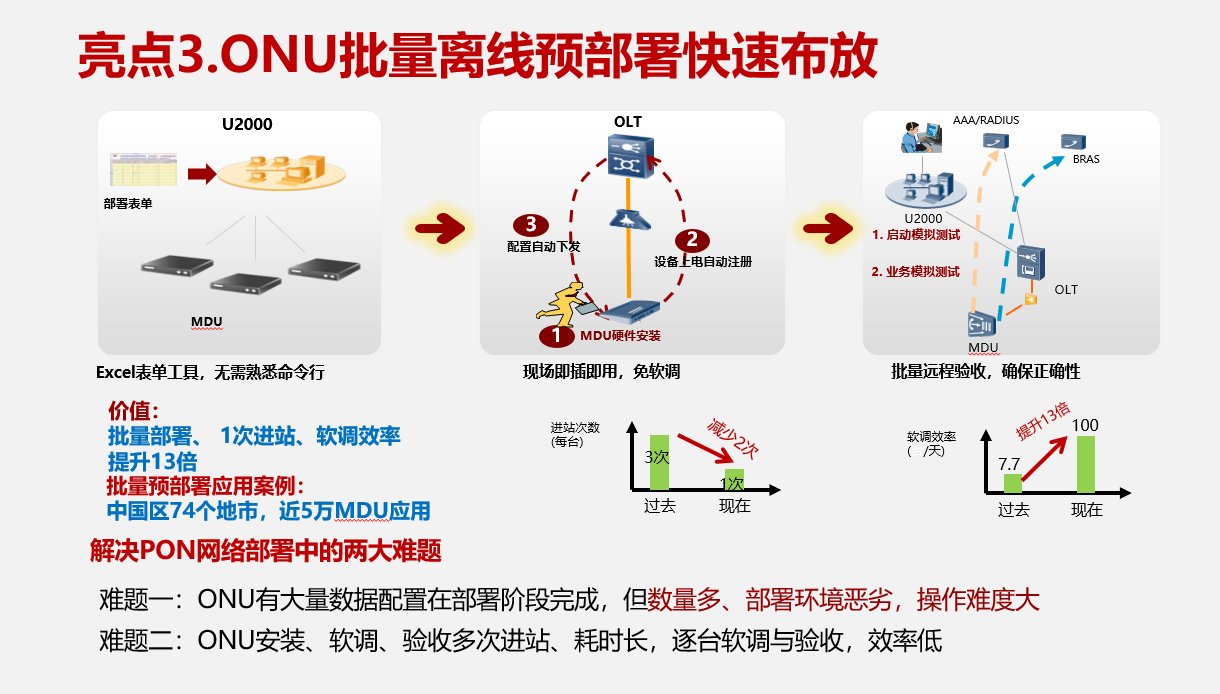 亮点3.ONU批量离线预部署快速布放
U2000
部署表单
MDU
Excel表单工具，无需熟悉命令行
OLT
3
配置自动下发
2
设备上电自动注册
1
MDU硬件安装
现场即插即用，免软调
AAA/RADIUS
BRAS
U2000
1. 启动模拟测试
2. 业务模拟测试
OLT
MDU
批量远程验收，确保正确性
价值：
批量部署、 1次进站、软调效率
提升13倍
批量预部署应用案例：
中国区74个地市，近5万MDU应用
进站次数
(每台)
减少2次
3次
1次
过去
现在
软调效率
( /天)
提升13倍
7.7
100
过去
现在
解决PON网络部署中的两大难题
难题一：ONU有大量数据配置在部署阶段完成，但数量多、部署环境恶劣，操作难度大
难题二：ONU安装、软调、验收多次进站、耗时长，逐台软调与验收，效率低